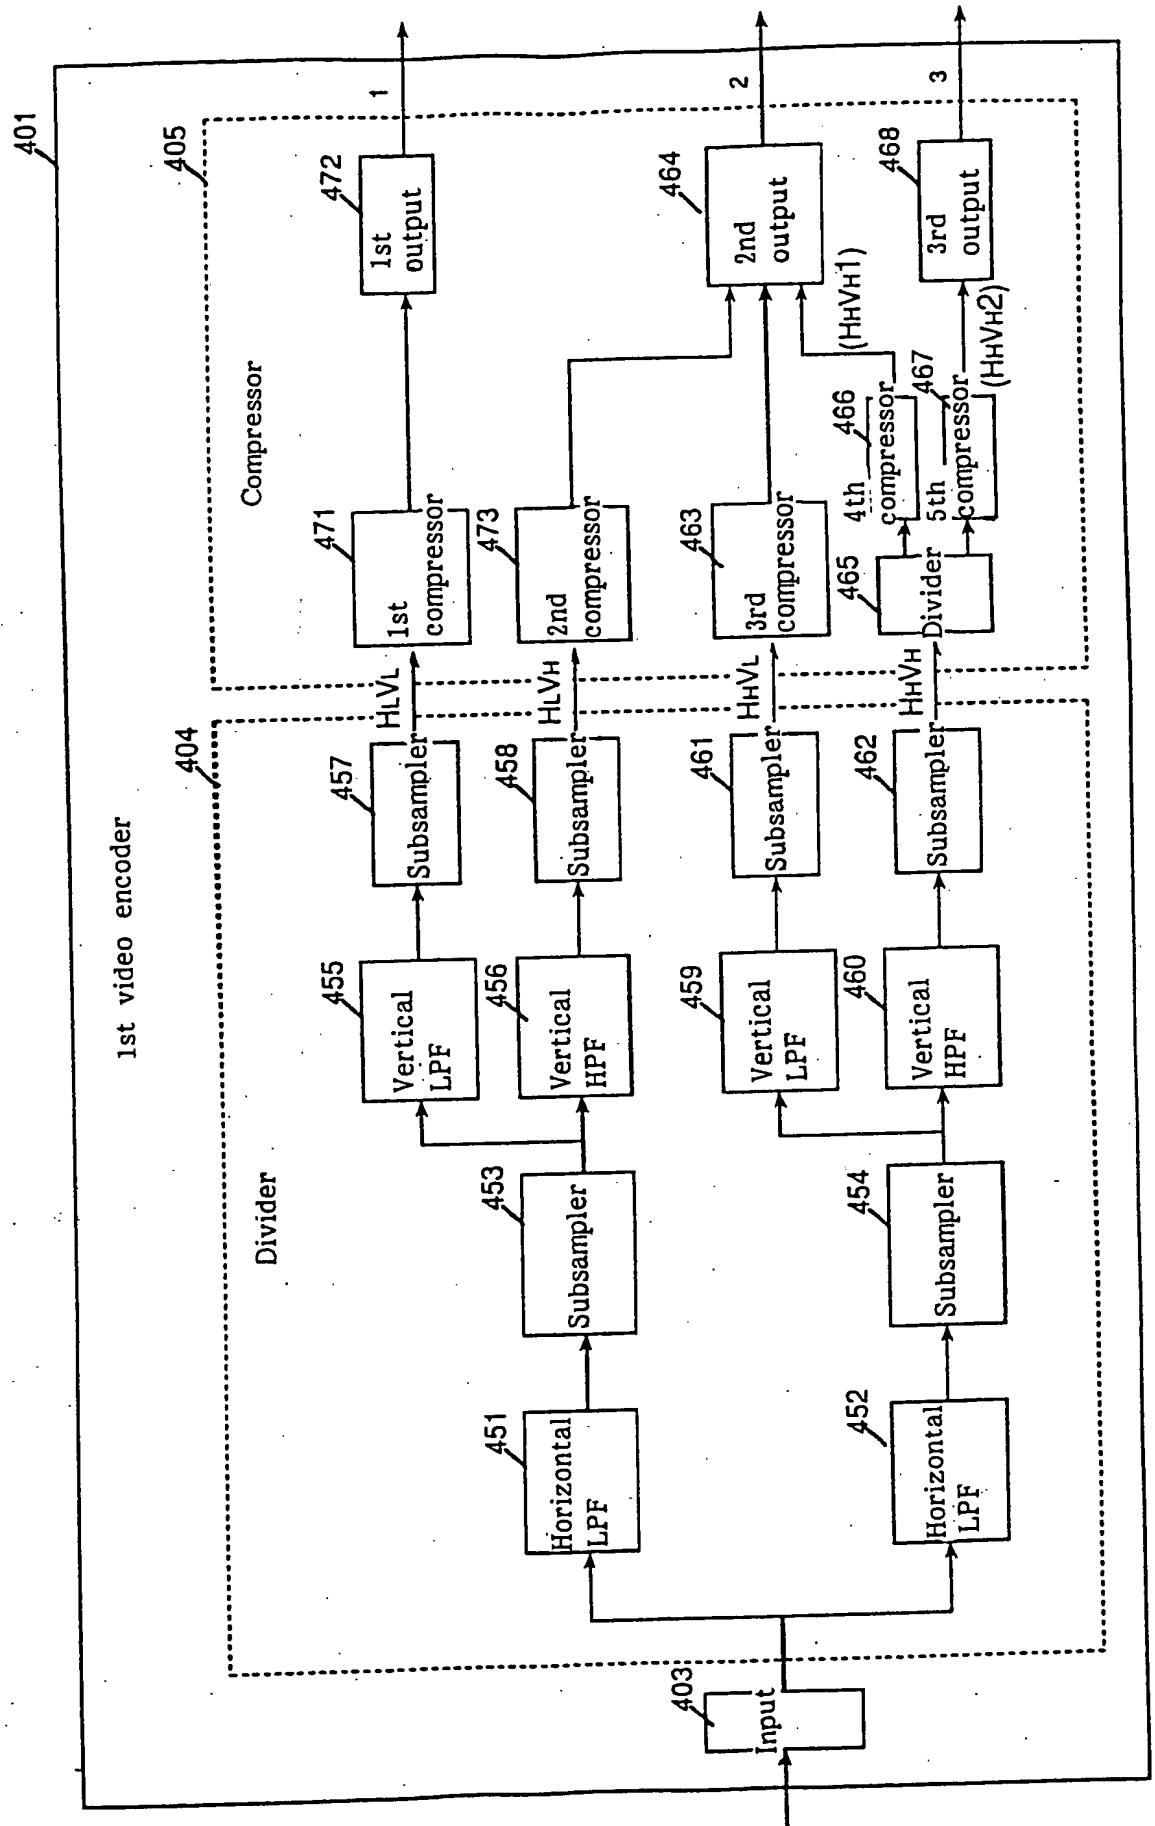 401
1st video encoder
404
Divider
405
Compressor
403
Input
451
Horizontal
LPF
453
Subsampler
455
Vertical
LPF
457
Subsampler
HLVL
471
1st
compressor
472
1st
output
1
456
Vertical
HPF
458
Subsampler
HLVH
473
2nd
compressor
452
Horizontal
LPF
454
Subsampler
459
Vertical
LPF
461
Subsampler
HHVL
463
3rd
compressor
464
2nd
output
2
460
Vertical
HPF
462
Subsampler
HHVH
465
Divider
466
4th
compressor
(HHVH1)
467
5th
compressor
(HHVH2)
468
3rd
output
3